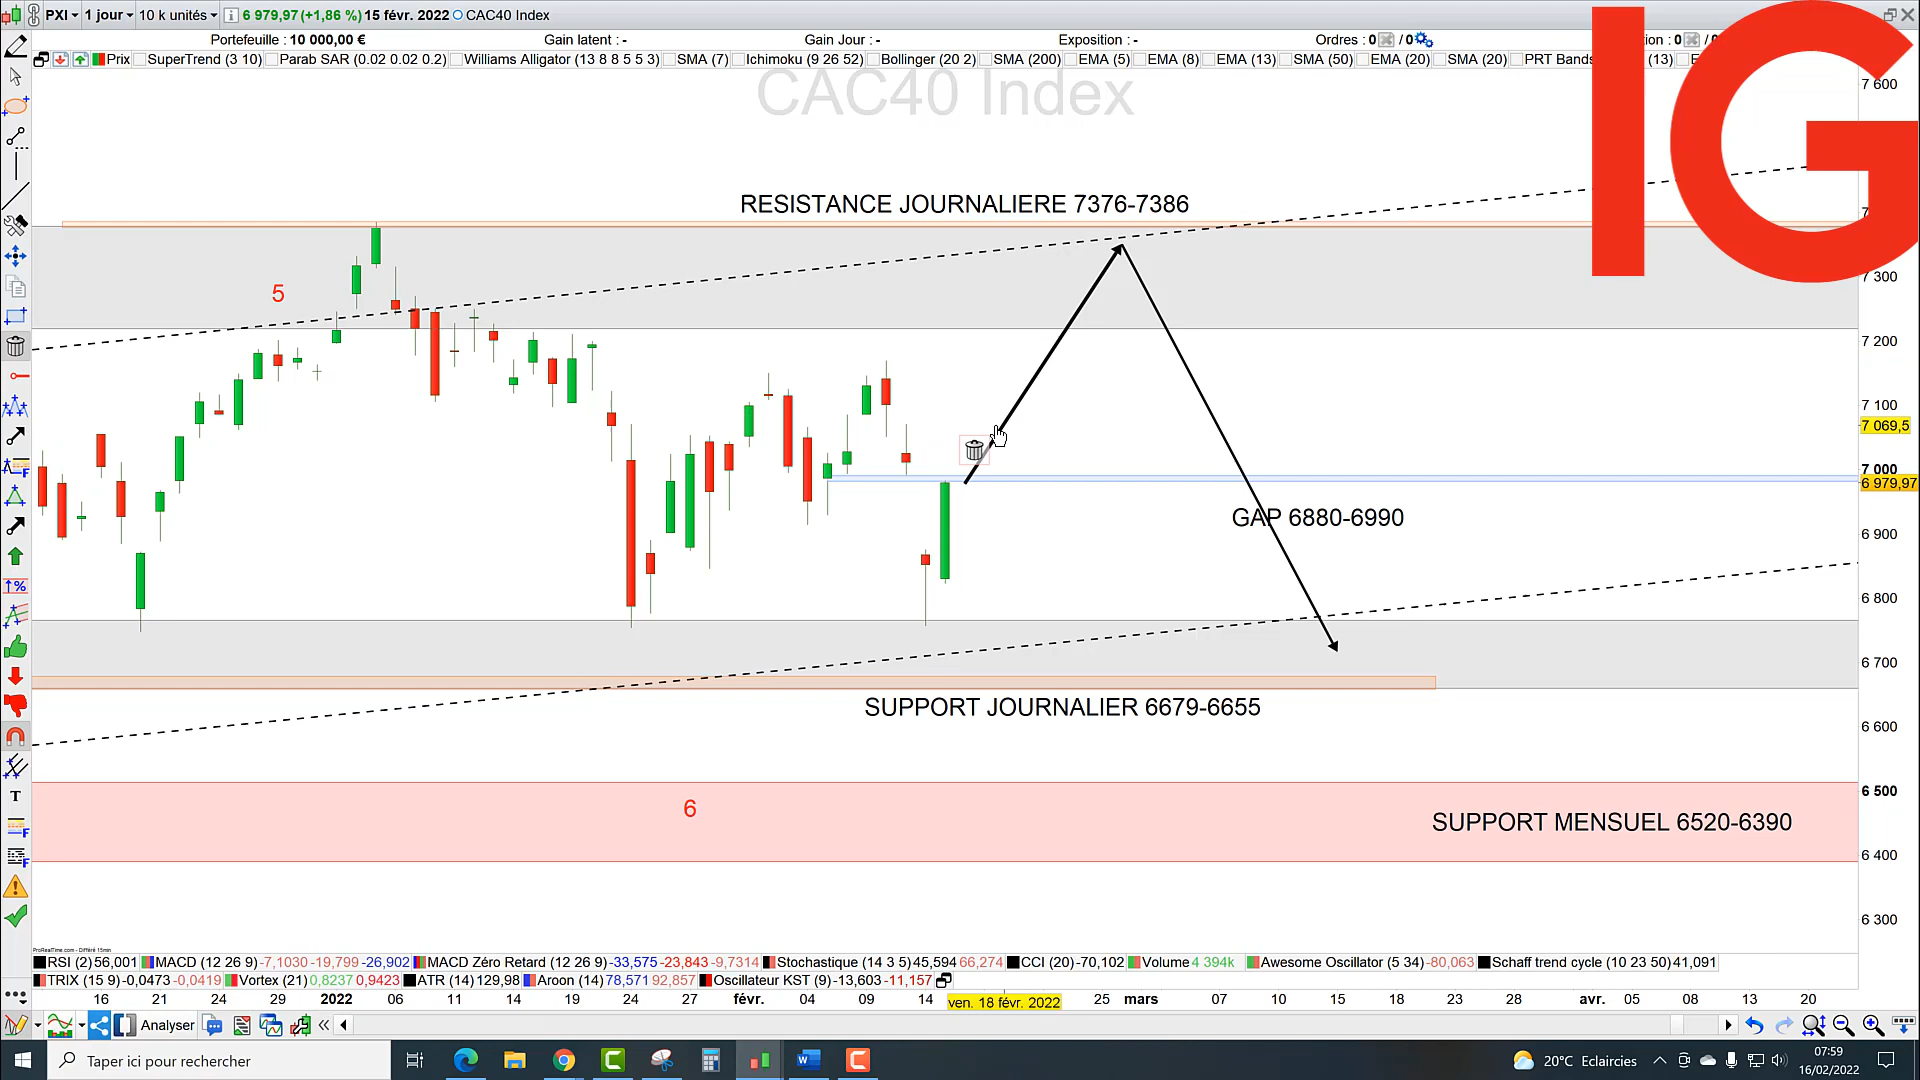 PXI 1 jour 10 k unités 6 979,97 (+1,86 %) 15 févr. 2022 CAC40 Index
Portefeuille : 10 000,00 € Gain latent : - Gain Jour : - Exposition : - Ordres : 0 / 0 tion : 0
Prix SuperTrend (3 10) Parab SAR (0.02 0.02 0.2) Williams Alligator (13 8 8 5 5 3) SMA (7) Ichimoku (9 26 52) Bollinger (20 2) SMA (200) EMA (5) EMA (8) EMA (13) SMA (50) EMA (20) SMA (20) PRT Bands (13)
IG
CAC40 Index
7 600
RESISTANCE JOURNALIERE 7376-7386
5
7 300
7 200
7 100
7 069,5
7 000
6 979,97
GAP 6880-6990
6 900
6 800
6 700
SUPPORT JOURNALIER 6679-6655
6 600
6 500
6
SUPPORT MENSUEL 6520-6390
6 400
6 300
ProRealTime.com - Différé 15min
RSI (2) 56,001 MACD (12 26 9) -7,1030 -19,799 -26,902 MACD Zéro Retard (12 26 9) -33,575 -23,843 -9,7314 Stochastique (14 3 5) 45,594 66,274 CCI (20) -70,102 Volume 4 394k Awesome Oscillator (5 34) -80,063 Schaff trend cycle (10 23 50) 41,091
TRIX (15 9) -0,0473 -0,0419 Vortex (21) 0,8237 0,9423 ATR (14) 129,98 Aroon (14) 78,571 92,857 Oscillateur KST (9) -13,603 -11,157
16 21 24 29 2022 06 11 14 19 24 27 févr. 04 09 14 ven. 18 févr. 2022 25 mars 07 10 15 18 23 28 avr. 05 08 13 20
Analyser
Taper ici pour rechercher
20°C Eclaircies
07:59
16/02/2022